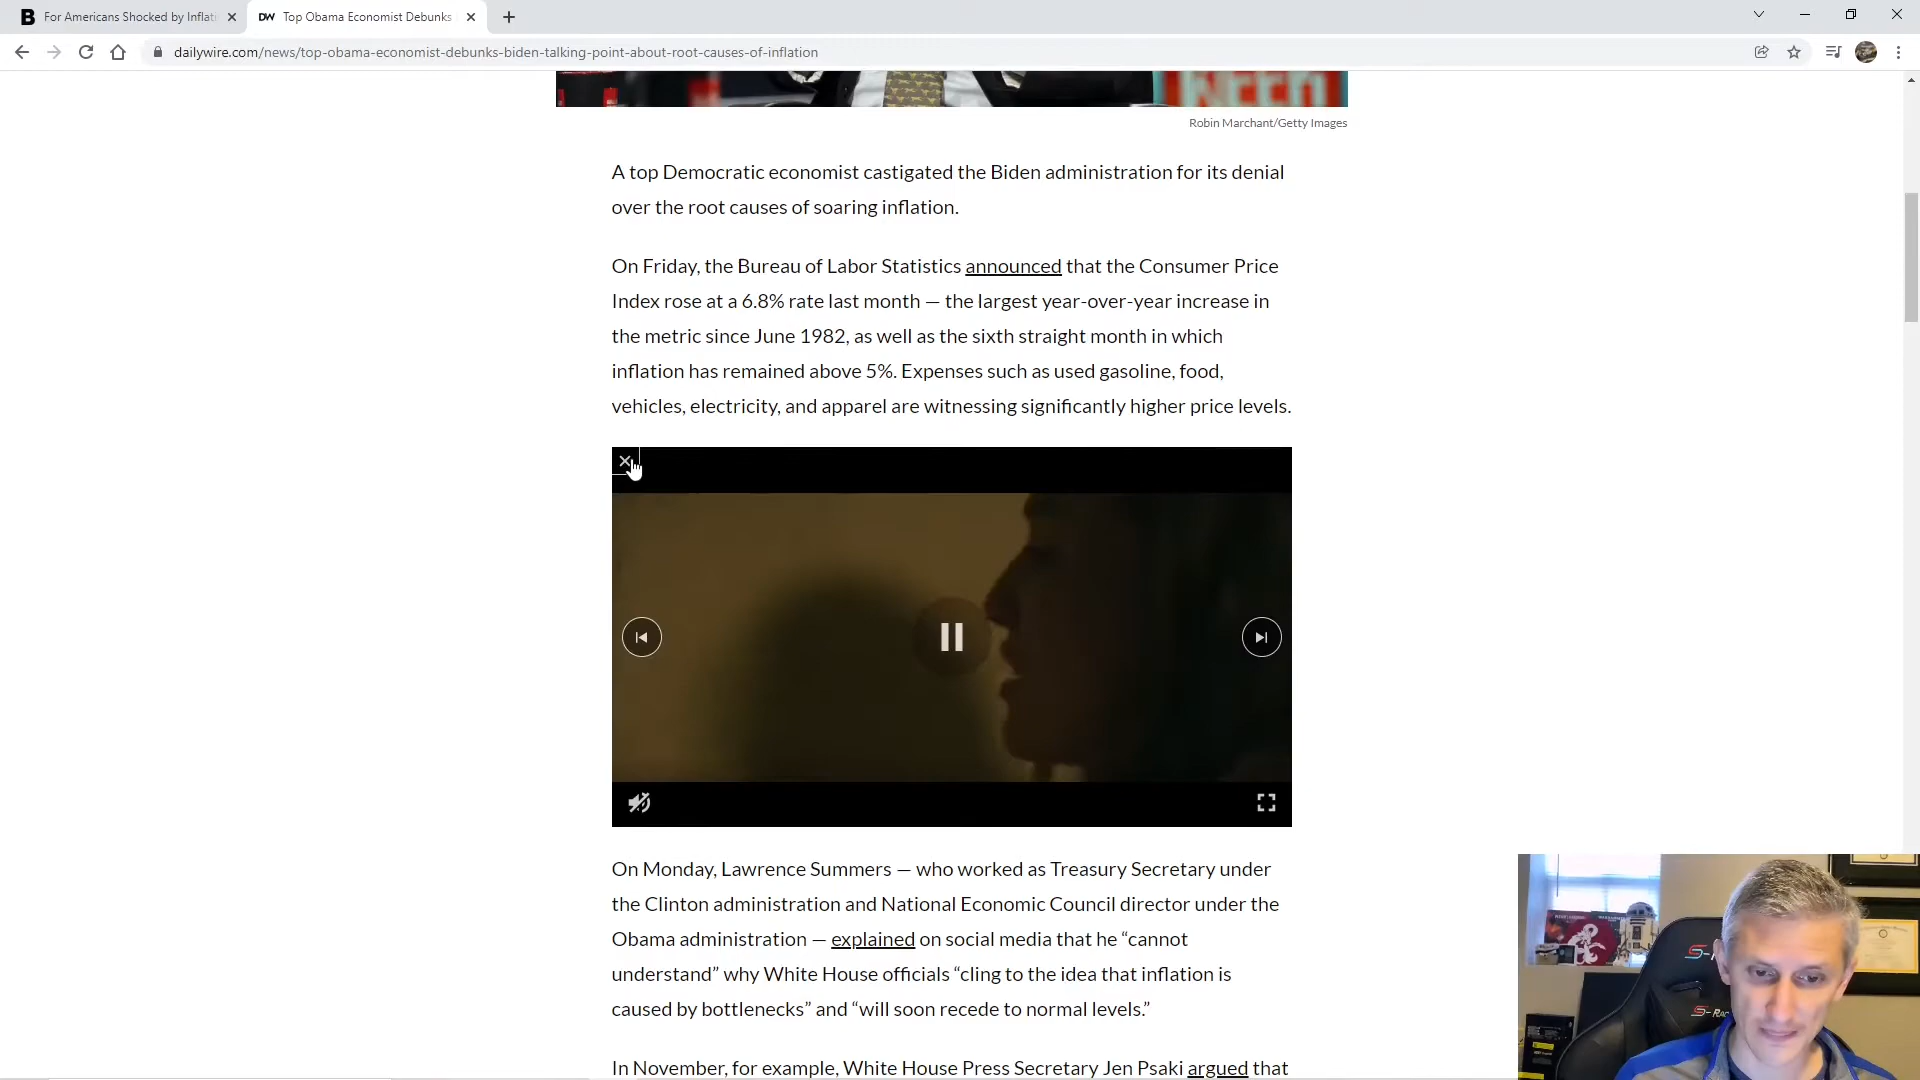 For Americans Shocked by Inflati
DW Top Obama Economist Debunks
dailywire.com/news/top-obama-economist-debunks-biden-talking-point-about-root-causes-of-inflation
Robin Marchant/Getty Images
A top Democratic economist castigated the Biden administration for its denial
over the root causes of soaring inflation.
On Friday, the Bureau of Labor Statistics announced that the Consumer Price
Index rose at a 6.8% rate last month — the largest year-over-year increase in
the metric since June 1982, as well as the sixth straight month in which
inflation has remained above 5%. Expenses such as used gasoline, food,
vehicles, electricity, and apparel are witnessing significantly higher price levels.
On Monday, Lawrence Summers — who worked as Treasury Secretary under
the Clinton administration and National Economic Council director under the
Obama administration — explained on social media that he “cannot
understand” why White House officials “cling to the idea that inflation is
caused by bottlenecks” and “will soon recede to normal levels.”
In November, for example, White House Press Secretary Jen Psaki argued that